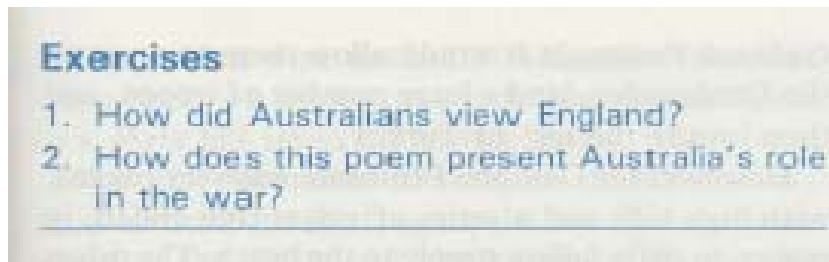 Exercises
1. How did Australians view England?
2. How does this poem present Australia's role
in the war?